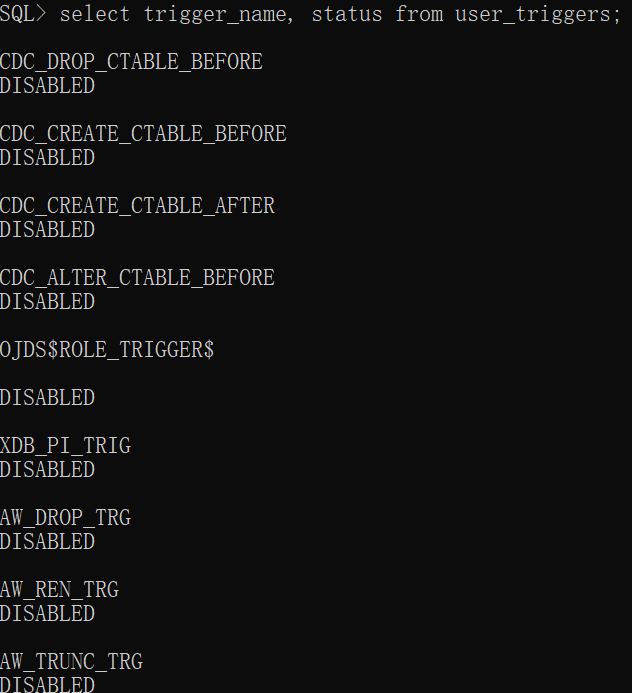 SQL> select trigger_name, status from user_triggers;
CDC_DROP_CTABLE_BEFORE
DISABLED
CDC_CREATE_CTABLE_BEFORE
DISABLED
CDC_CREATE_CTABLE_AFTER
DISABLED
CDC_ALTER_CTABLE_BEFORE
DISABLED
OJDS$ROLE_TRIGGER$
DISABLED
XDB_PI_TRIG
DISABLED
AW_DROP_TRG
DISABLED
AW_REN_TRG
DISABLED
AW_TRUNC_TRG
DISABLED